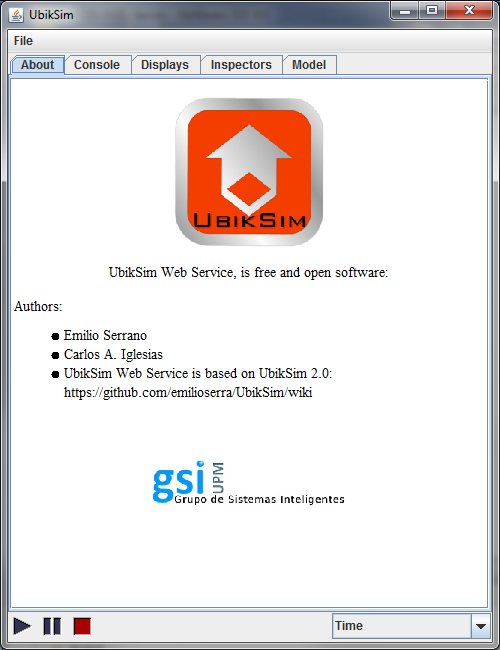 UbikSim
File
About Console Displays Inspectors Model
UbikSim
UbikSim Web Service, is free and open software:
Authors:
Emilio Serrano
Carlos A. Iglesias
UbikSim Web Service is based on UbikSim 2.0:
https://github.com/emilioserra/UbikSim/wiki
gsi UPM
Grupo de Sistemas Inteligentes
Time